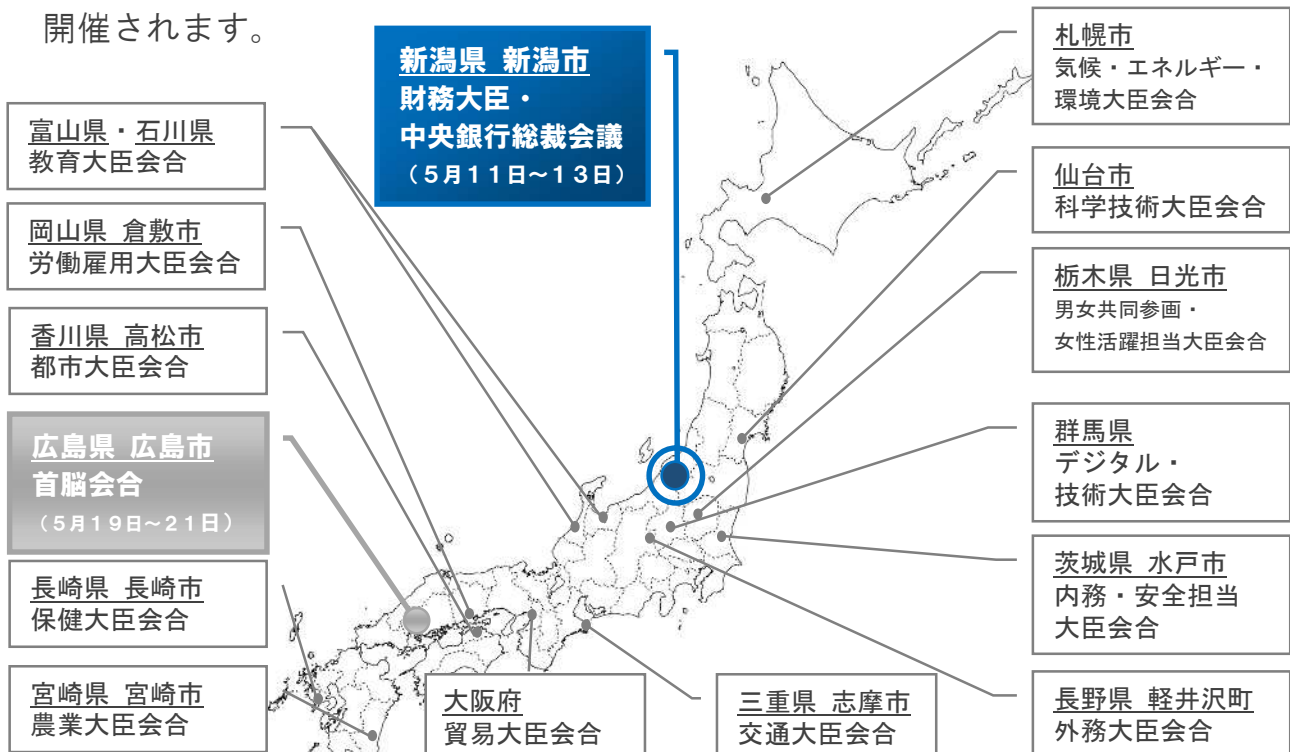 開催されます。
新潟県 新潟市
財務大臣・
中央銀行総裁会議
（５月１１日～１３日）
富山県・石川県
教育大臣会合
岡山県 倉敷市
労働雇用大臣会合
香川県 高松市
都市大臣会合
広島県 広島市
首脳会合
（５月１９日～２１日）
長崎県 長崎市
保健大臣会合
宮崎県 宮崎市
農業大臣会合
大阪府
貿易大臣会合
三重県 志摩市
交通大臣会合
札幌市
気候・エネルギー・
環境大臣会合
仙台市
科学技術大臣会合
栃木県 日光市
男女共同参画・
女性活躍担当大臣会合
群馬県
デジタル・
技術大臣会合
茨城県 水戸市
内務・安全担当
大臣会合
長野県 軽井沢町
外務大臣会合